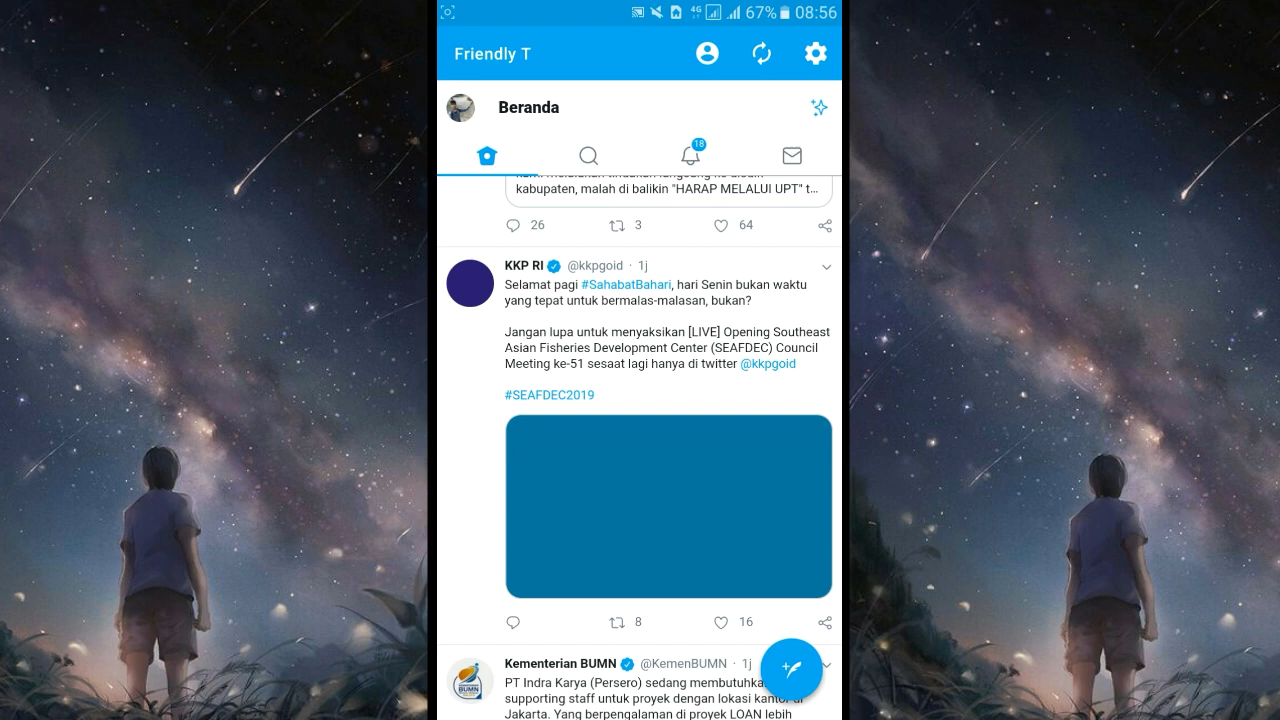 4G 67% 08:56
Friendly T
Beranda
18
kabupaten, malah di balikin "HARAP MELALUI UPT" t...
26 3 64
KKP RI @kkpgoid · 1j
Selamat pagi #SahabatBahari, hari Senin bukan waktu
yang tepat untuk bermalas-malasan, bukan?
Jangan lupa untuk menyaksikan [LIVE] Opening Southeast
Asian Fisheries Development Center (SEAFDEC) Council
Meeting ke-51 sesaat lagi hanya di twitter @kkpgoid
#SEAFDEC2019
8 16
Kementerian BUMN @KemenBUMN · 1j
BUMN
PT Indra Karya (Persero) sedang membutuhka
supporting staff untuk proyek dengan lokasi kantor di
Jakarta. Yang berpengalaman di proyek LOAN lebih